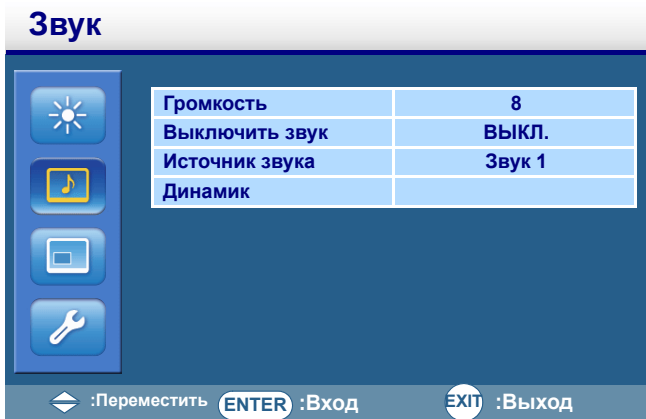 Звук
Громкость 8
Выключить звук ВЫКЛ.
Источник звука Звук 1
Динамик
:Переместить ENTER :Вход EXIT :Выход